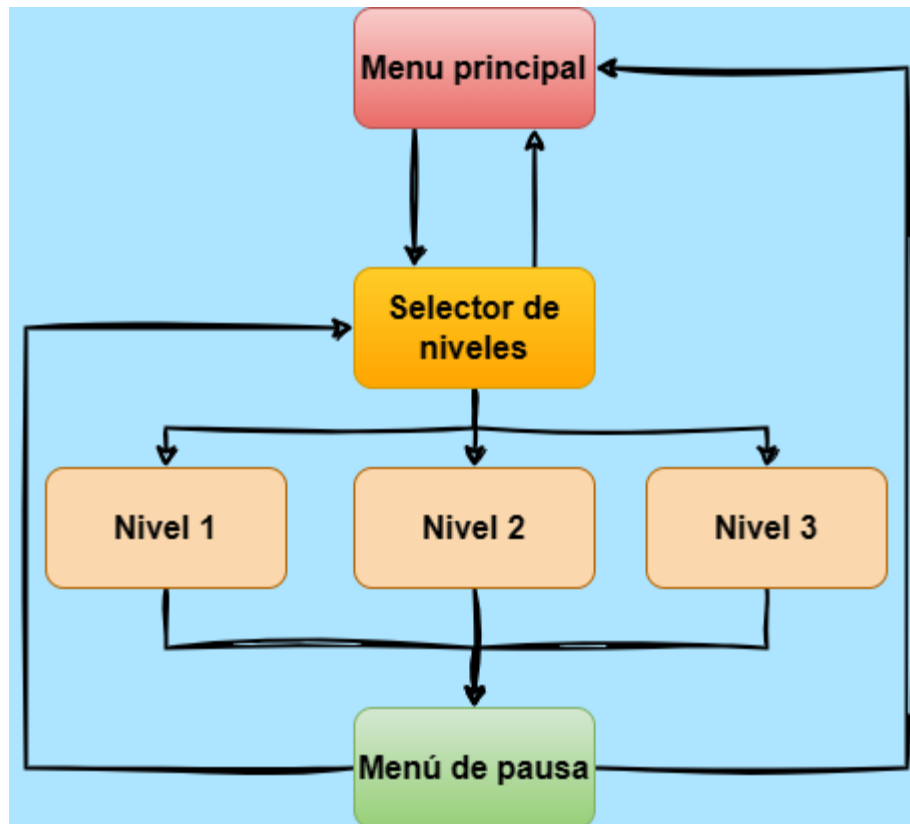 Menu principal
Selector de
niveles
Nivel 1
Nivel 2
Nivel 3
Menú de pausa